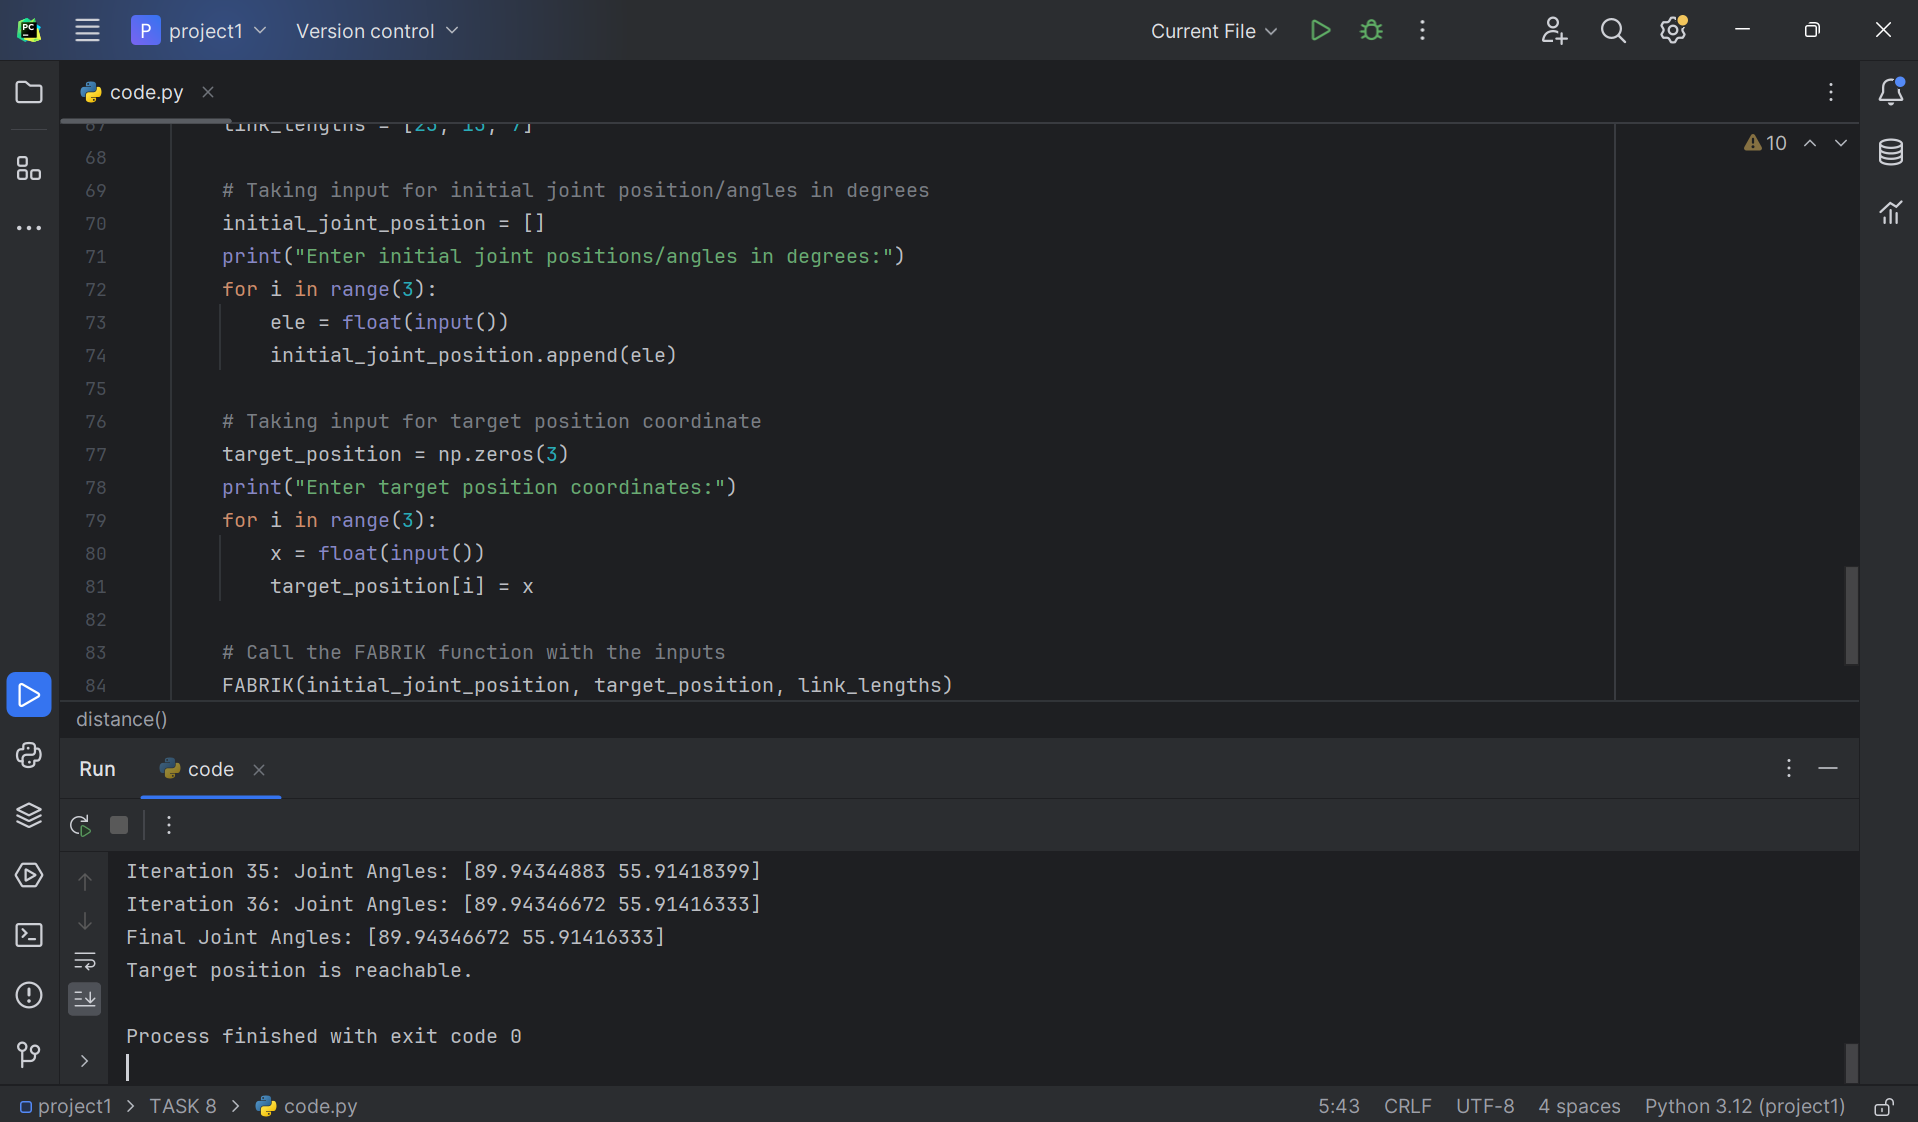 PC
P project1 Version control Current File
code.py
67 link_lengths = [25, 15, 7]
68
69 # Taking input for initial joint position/angles in degrees
70 initial_joint_position = []
71 print("Enter initial joint positions/angles in degrees:")
72 for i in range(3):
73 ele = float(input())
74 initial_joint_position.append(ele)
75
76 # Taking input for target position coordinate
77 target_position = np.zeros(3)
78 print("Enter target position coordinates:")
79 for i in range(3):
80 x = float(input())
81 target_position[i] = x
82
83 # Call the FABRIK function with the inputs
84 FABRIK(initial_joint_position, target_position, link_lengths)
10
distance()
Run code
Iteration 35: Joint Angles: [89.94344883 55.91418399]
Iteration 36: Joint Angles: [89.94346672 55.91416333]
Final Joint Angles: [89.94346672 55.91416333]
Target position is reachable.
Process finished with exit code 0
project1 > TASK 8 > code.py 5:43 CRLF UTF-8 4 spaces Python 3.12 (project1)